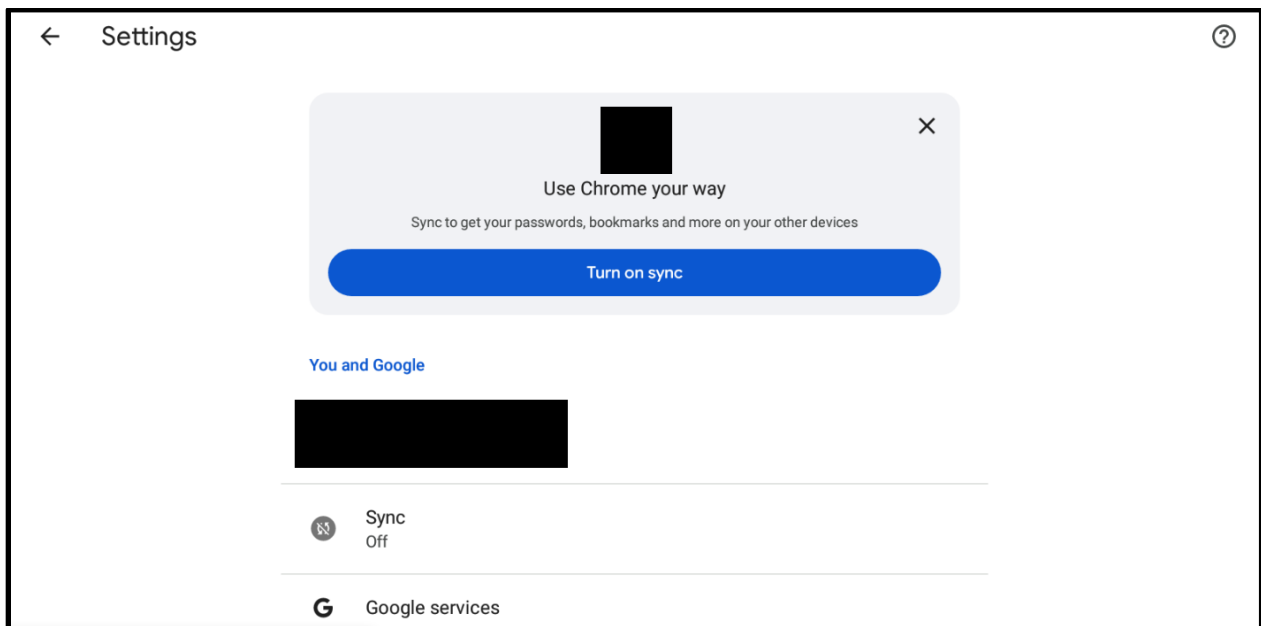 Settings
Use Chrome your way
Sync to get your passwords, bookmarks and more on your other devices
Turn on sync
You and Google
Sync
Off
Google services